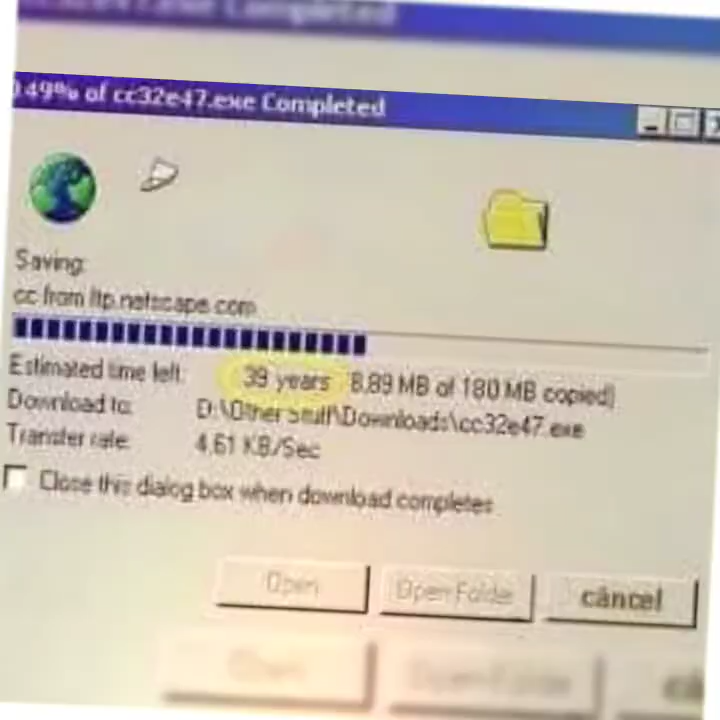 49% of cc32e47.exe Completed
Saving:
cc from ftp.netscape.com
Estimated time left: 39 years 8.89 MB of 180 MB copied)
Download to: D:\Other Stuff\Downloads\cc32e47.exe
Transfer rate: 4.61 KB/Sec
Close this dialog box when download completes
Open
Open Folder
cancel